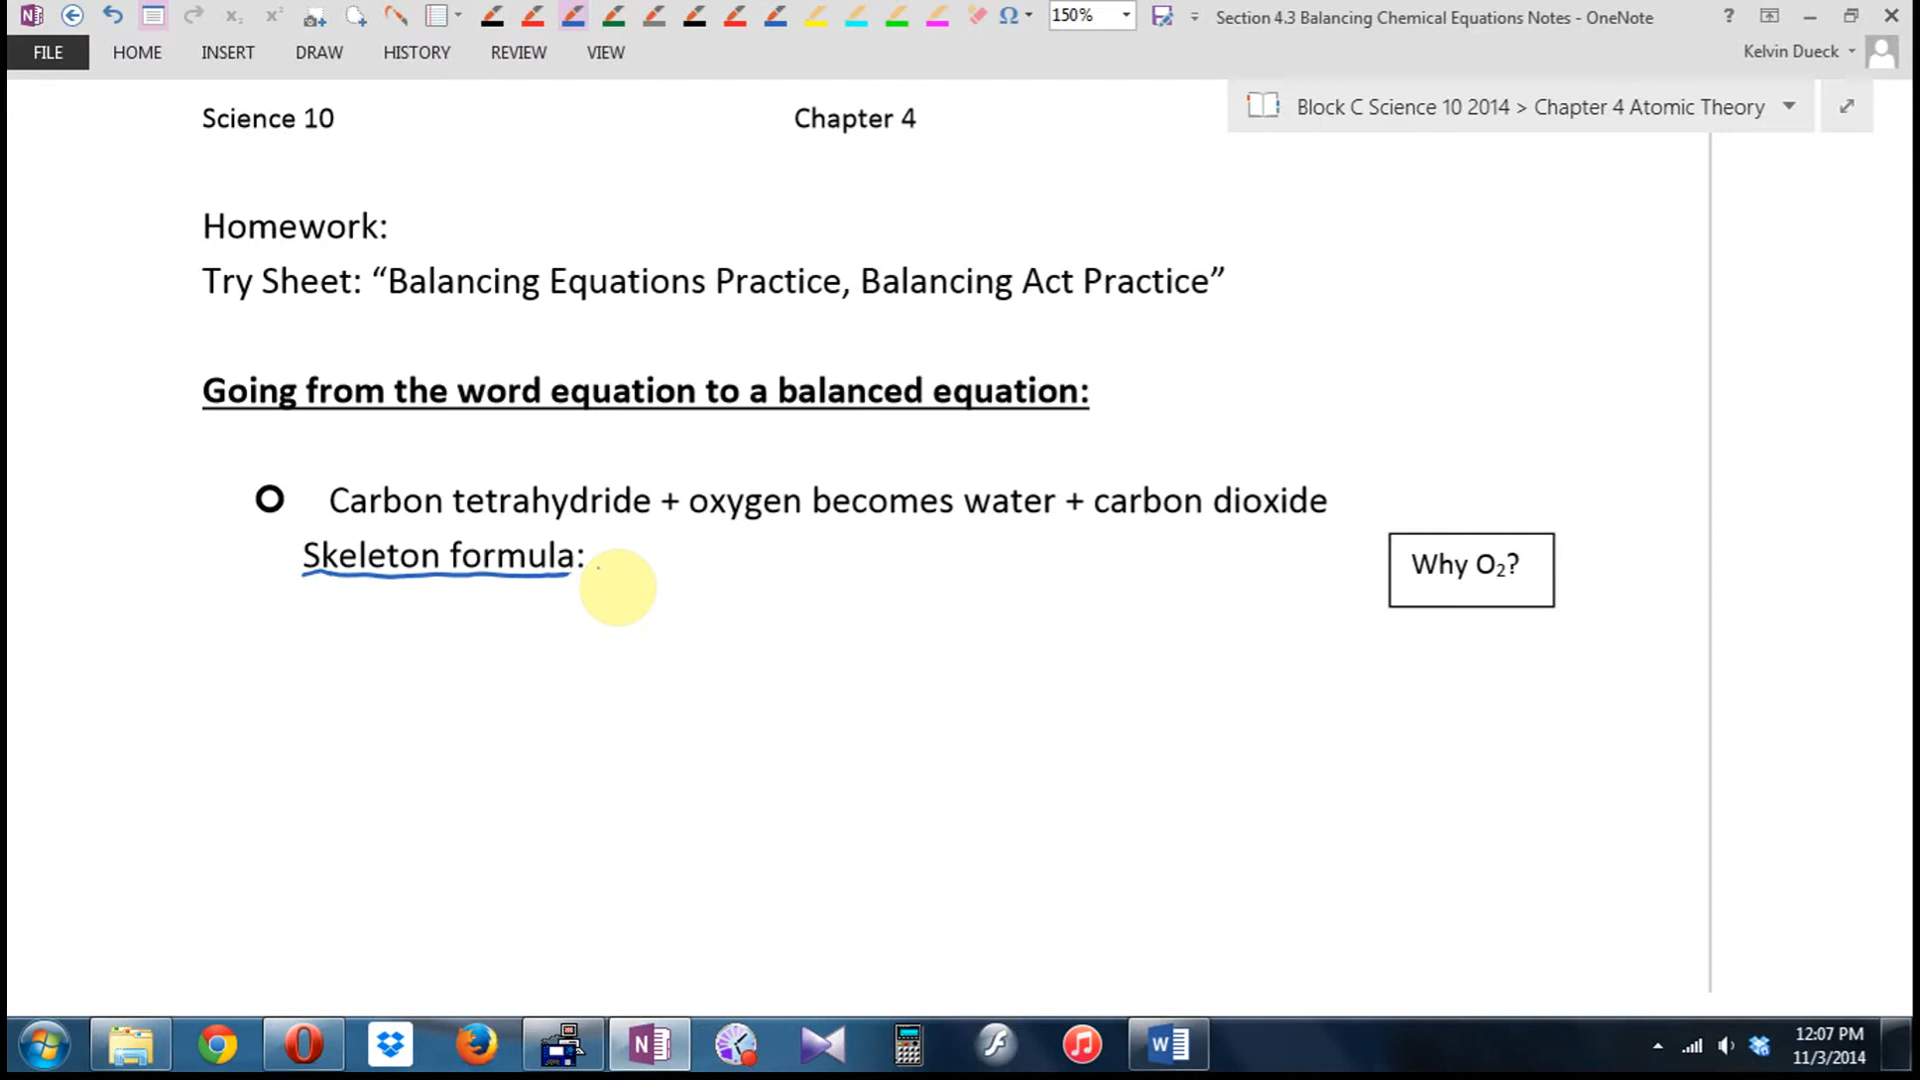 150%
Section 4.3 Balancing Chemical Equations Notes - OneNote
?
FILE HOME INSERT DRAW HISTORY REVIEW VIEW
Kelvin Dueck
Science 10 Chapter 4
Block C Science 10 2014 > Chapter 4 Atomic Theory
Homework:
Try Sheet: “Balancing Equations Practice, Balancing Act Practice”
Going from the word equation to a balanced equation:
Carbon tetrahydride + oxygen becomes water + carbon dioxide
Skeleton formula:
Why O₂?
12:07 PM
11/3/2014